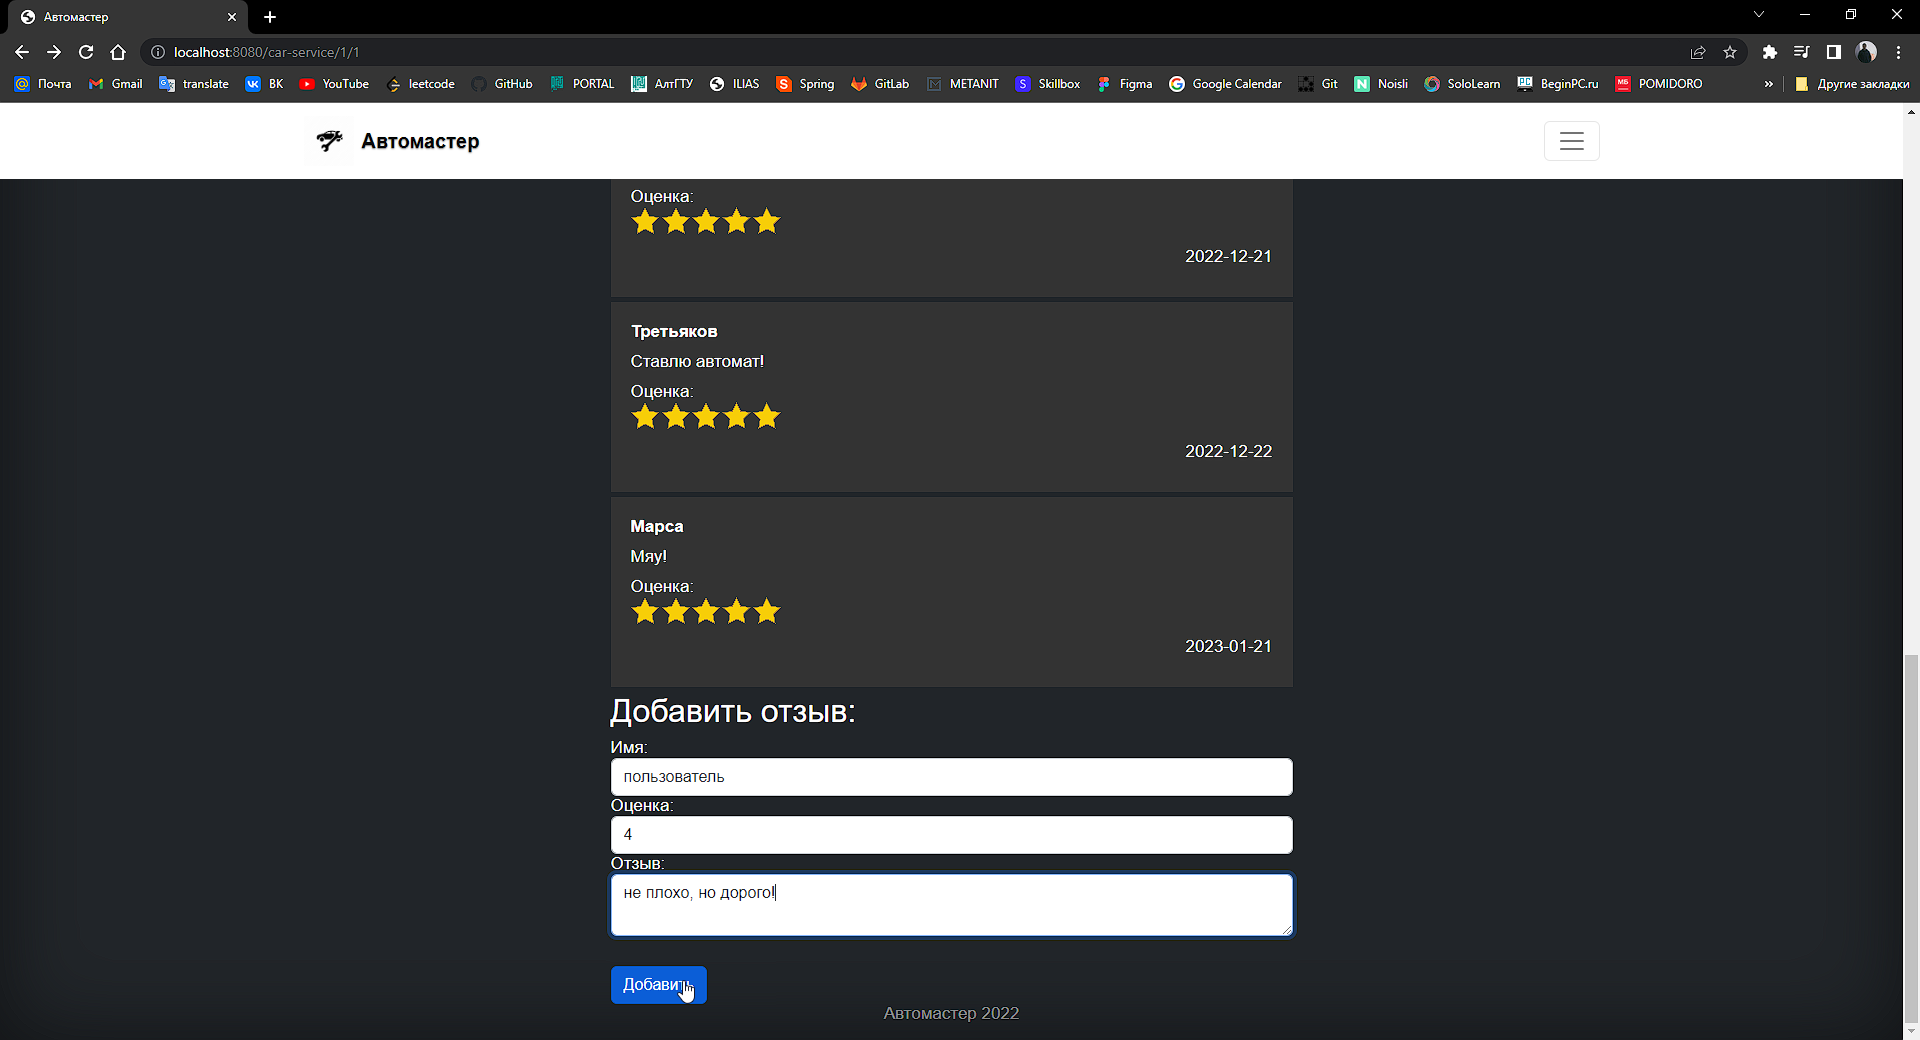 Автомастер
localhost:8080/car-service/1/1
Почта Gmail translate ВК YouTube leetcode GitHub PORTAL АлтГТУ ILIAS Spring GitLab METANIT Skillbox Figma Google Calendar Git Noisli SoloLearn BeginPC.ru POMIDORO » Другие закладки
Автомастер
Оценка:
2022-12-21
Третьяков
Ставлю автомат!
Оценка:
2022-12-22
Марса
Мяу!
Оценка:
2023-01-21
Добавить отзыв:
Имя:
пользователь
Оценка:
4
Отзыв:
не плохо, но дорого!
Добавить
Автомастер 2022